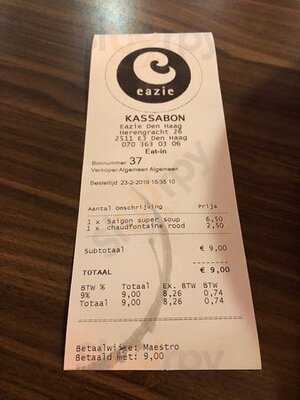 eazie
KASSABON
Eazie Den Haag
Herengracht 26
2511 EJ Den Haag
070 363 03 06
Eat-in
Bonnummer 37
Verkoper Algemeen Algemeen
Besteltijd 23-2-2019 15:35:10
Aantal Omschrijving Prijs
1 x Saigon super soup 6,50
1 x chaudfontaine rood 2,50
Subtotaal € 9,00
TOTAAL € 9,00
BTW % Totaal EX. BTW BTW
9% 9,00 8,26 0,74
Totaal 9,00 8,26 0,74
Betaalwijze: Maestro
Betaald met: 9,00